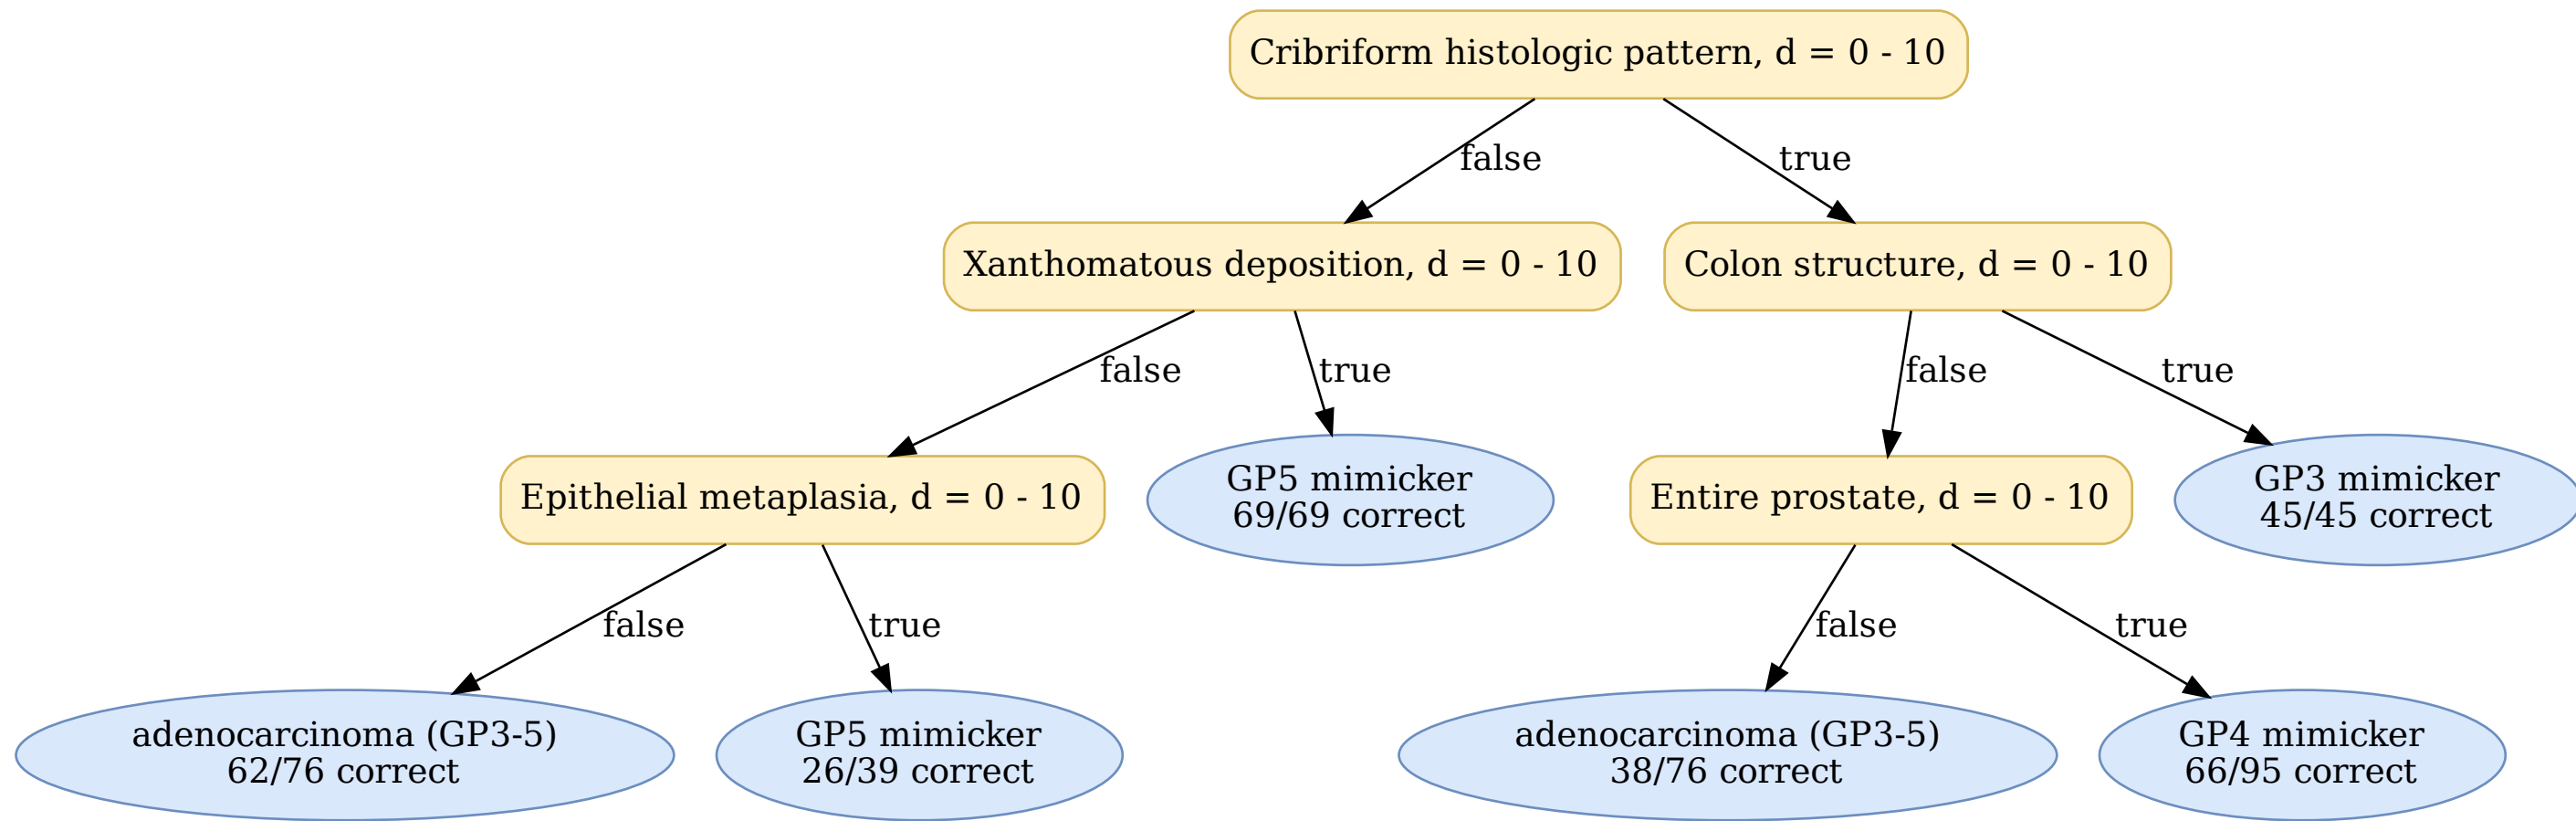 Cribriform histologic pattern, d = 0 - 10
false
true
Xanthomatous deposition, d = 0 - 10
Colon structure, d = 0 - 10
false
true
false
true
Epithelial metaplasia, d = 0 - 10
GP5 mimicker
69/69 correct
Entire prostate, d = 0 - 10
GP3 mimicker
45/45 correct
false
true
false
true
adenocarcinoma (GP3-5)
62/76 correct
GP5 mimicker
26/39 correct
adenocarcinoma (GP3-5)
38/76 correct
GP4 mimicker
66/95 correct